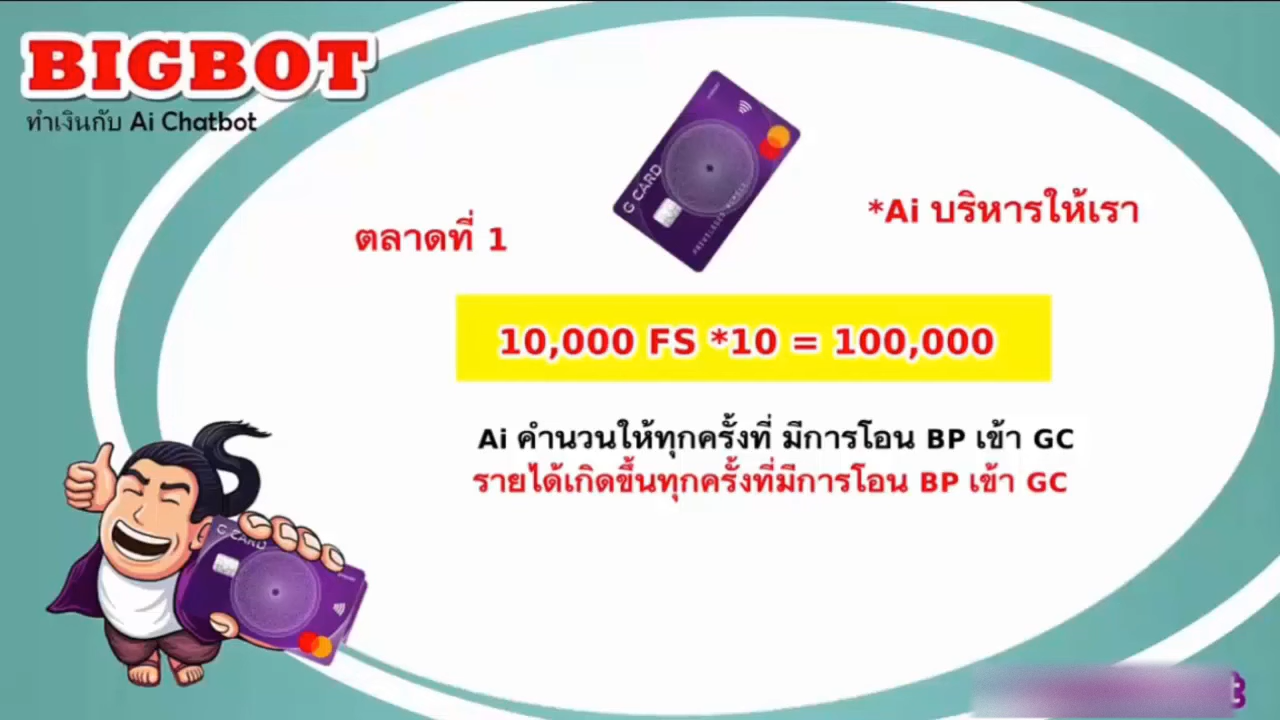 BIGBOT
ทำเงินกับ Ai Chatbot
G CARD
*Ai บริหารให้เรา
ตลาดที่ 1
10,000 FS *10 = 100,000
Ai คำนวนให้ทุกครั้งที่ มีการโอน BP เข้า GC
รายได้เกิดขึ้นทุกครั้งที่มีการโอน BP เข้า GC
G CARD